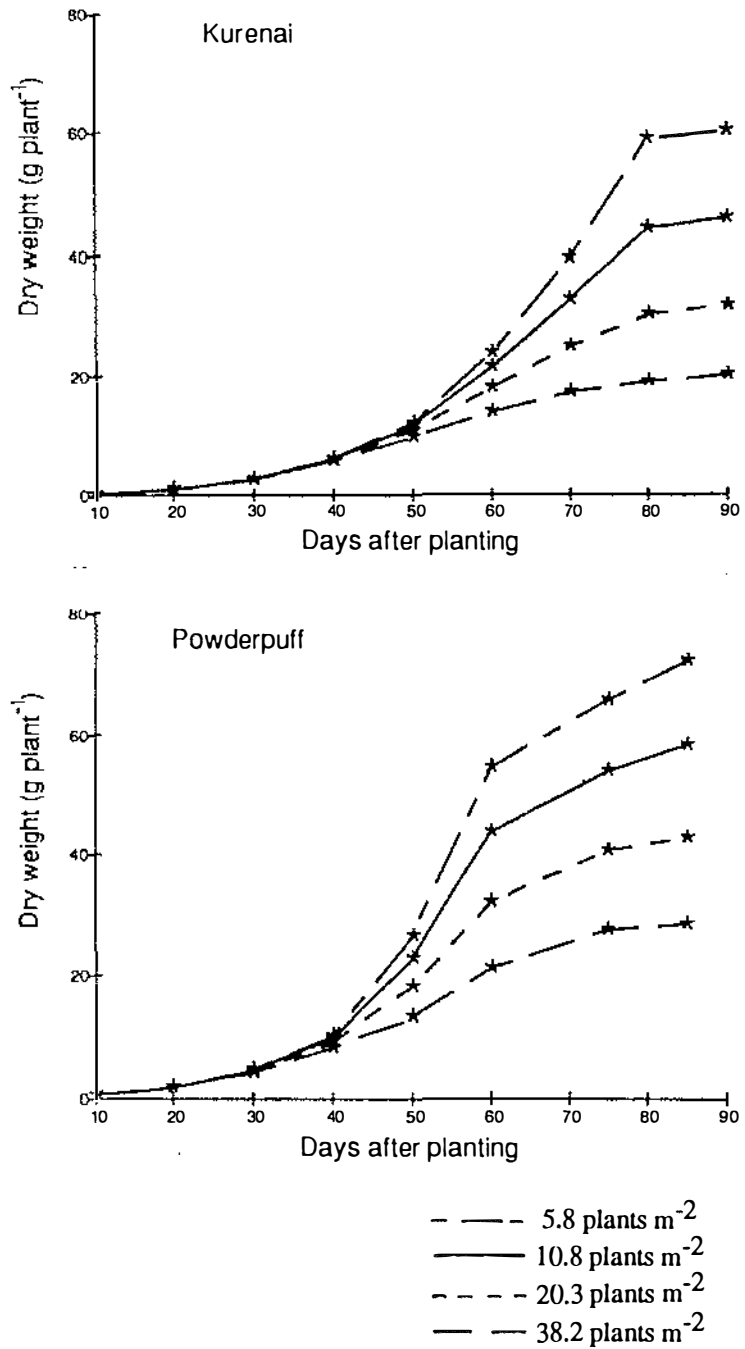 Kurenai
Dry weight (g plant⁻¹)
80
60
40
20
0
10 20 30 40 50 60 70 80 90
Days after planting
Powderpuff
Dry weight (g plant⁻¹)
80
60
40
20
0
10 20 30 40 50 60 70 80 90
Days after planting
5.8 plants m⁻²
10.8 plants m⁻²
20.3 plants m⁻²
38.2 plants m⁻²